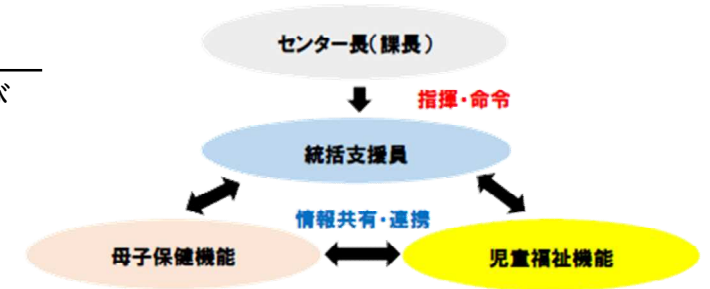 センター長(課長)
び
指揮・命令
統括支援員
情報共有・連携
母子保健機能
児童福祉機能